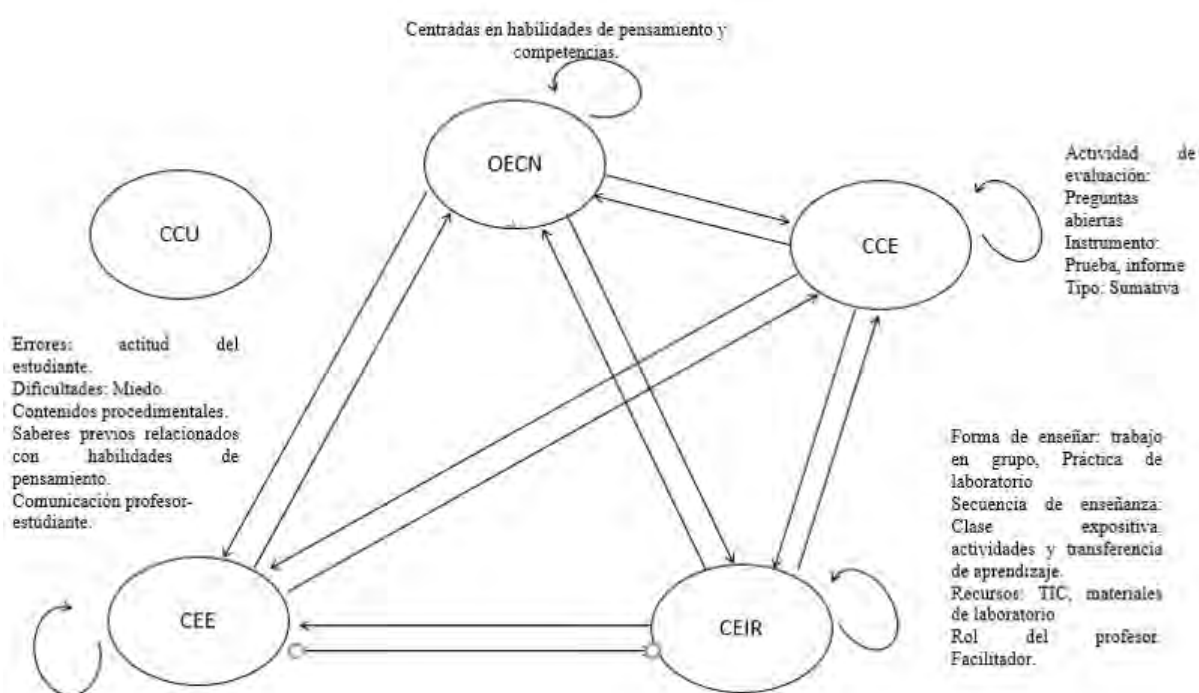 Centradas en habilidades de pensamiento y
competencias.
OECN
CCU
CCE
Actividad de
evaluación:
Preguntas
abiertas
Instrumento:
Prueba, informe
Tipo: Sumativa
Errores: actitud del
estudiante.
Dificultades: Miedo.
Contenidos procedimentales.
Saberes previos relacionados
con habilidades de
pensamiento.
Comunicación profesor-
estudiante.
Forma de enseñar: trabajo
en grupo, Práctica de
laboratorio
Secuencia de enseñanza:
Clase expositiva,
actividades y transferencia
de aprendizaje.
Recursos: TIC, materiales
de laboratorio
Rol del profesor:
Facilitador.
CEE
CEIR